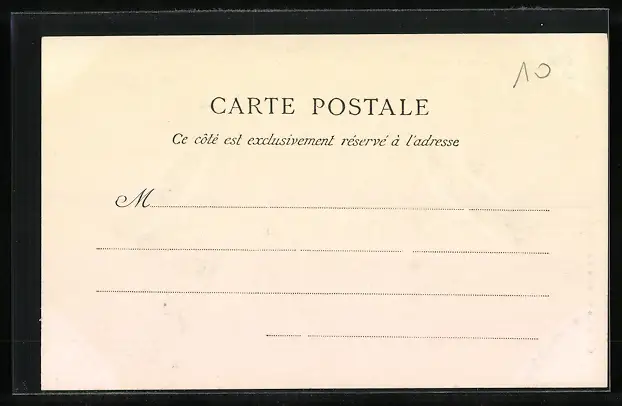 10
CARTE POSTALE
Ce côté est exclusivement réservé à l'adresse
M